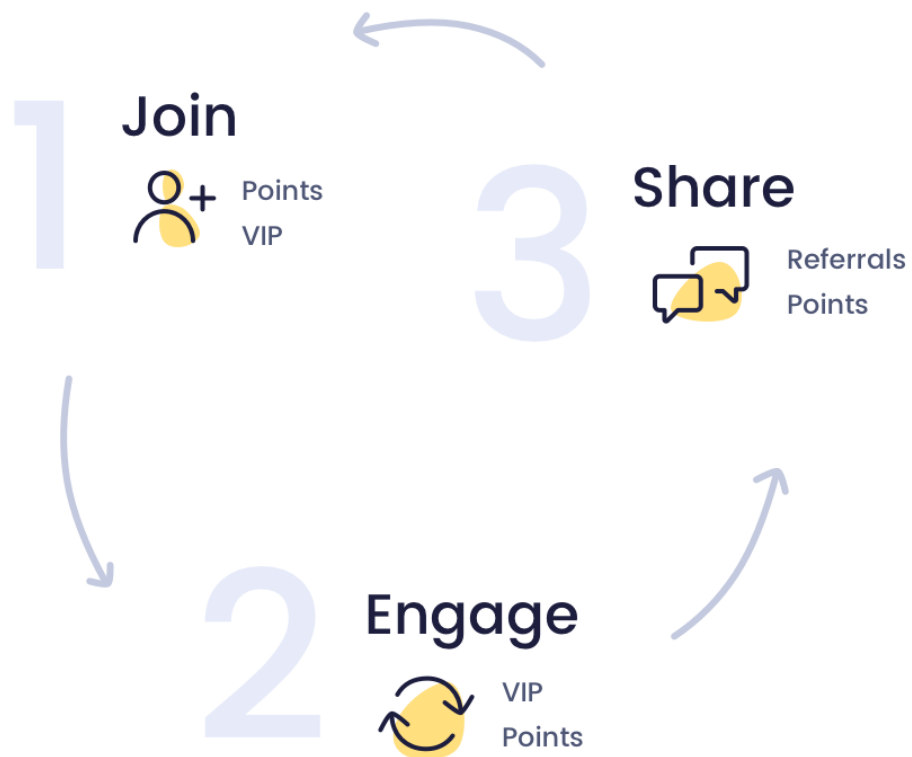 1
Join
Points
VIP
2
Engage
VIP
Points
3
Share
Referrals
Points